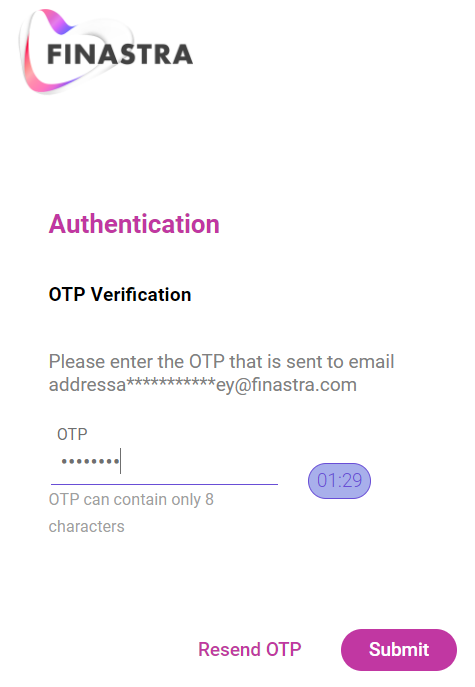 FINASTRA
Authentication
OTP Verification
Please enter the OTP that is sent to email
addressa***********ey@finastra.com
OTP
••••••••
01:29
OTP can contain only 8
characters
Resend OTP
Submit